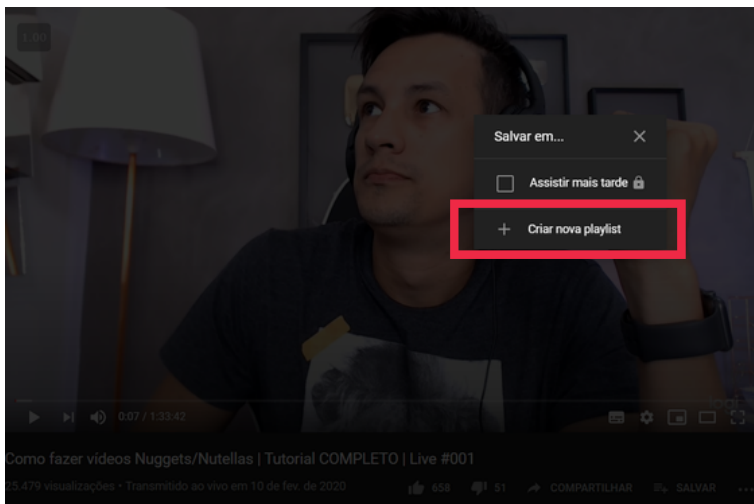 1.00
Salvar em...
Assistir mais tarde
Criar nova playlist
0:07 / 1:33:42
Como fazer vídeos Nuggets/Nutellas | Tutorial COMPLETO | Live #001
25.479 visualizações • Transmitido ao vivo em 10 de fev. de 2020 658 51 COMPARTILHAR SALVAR